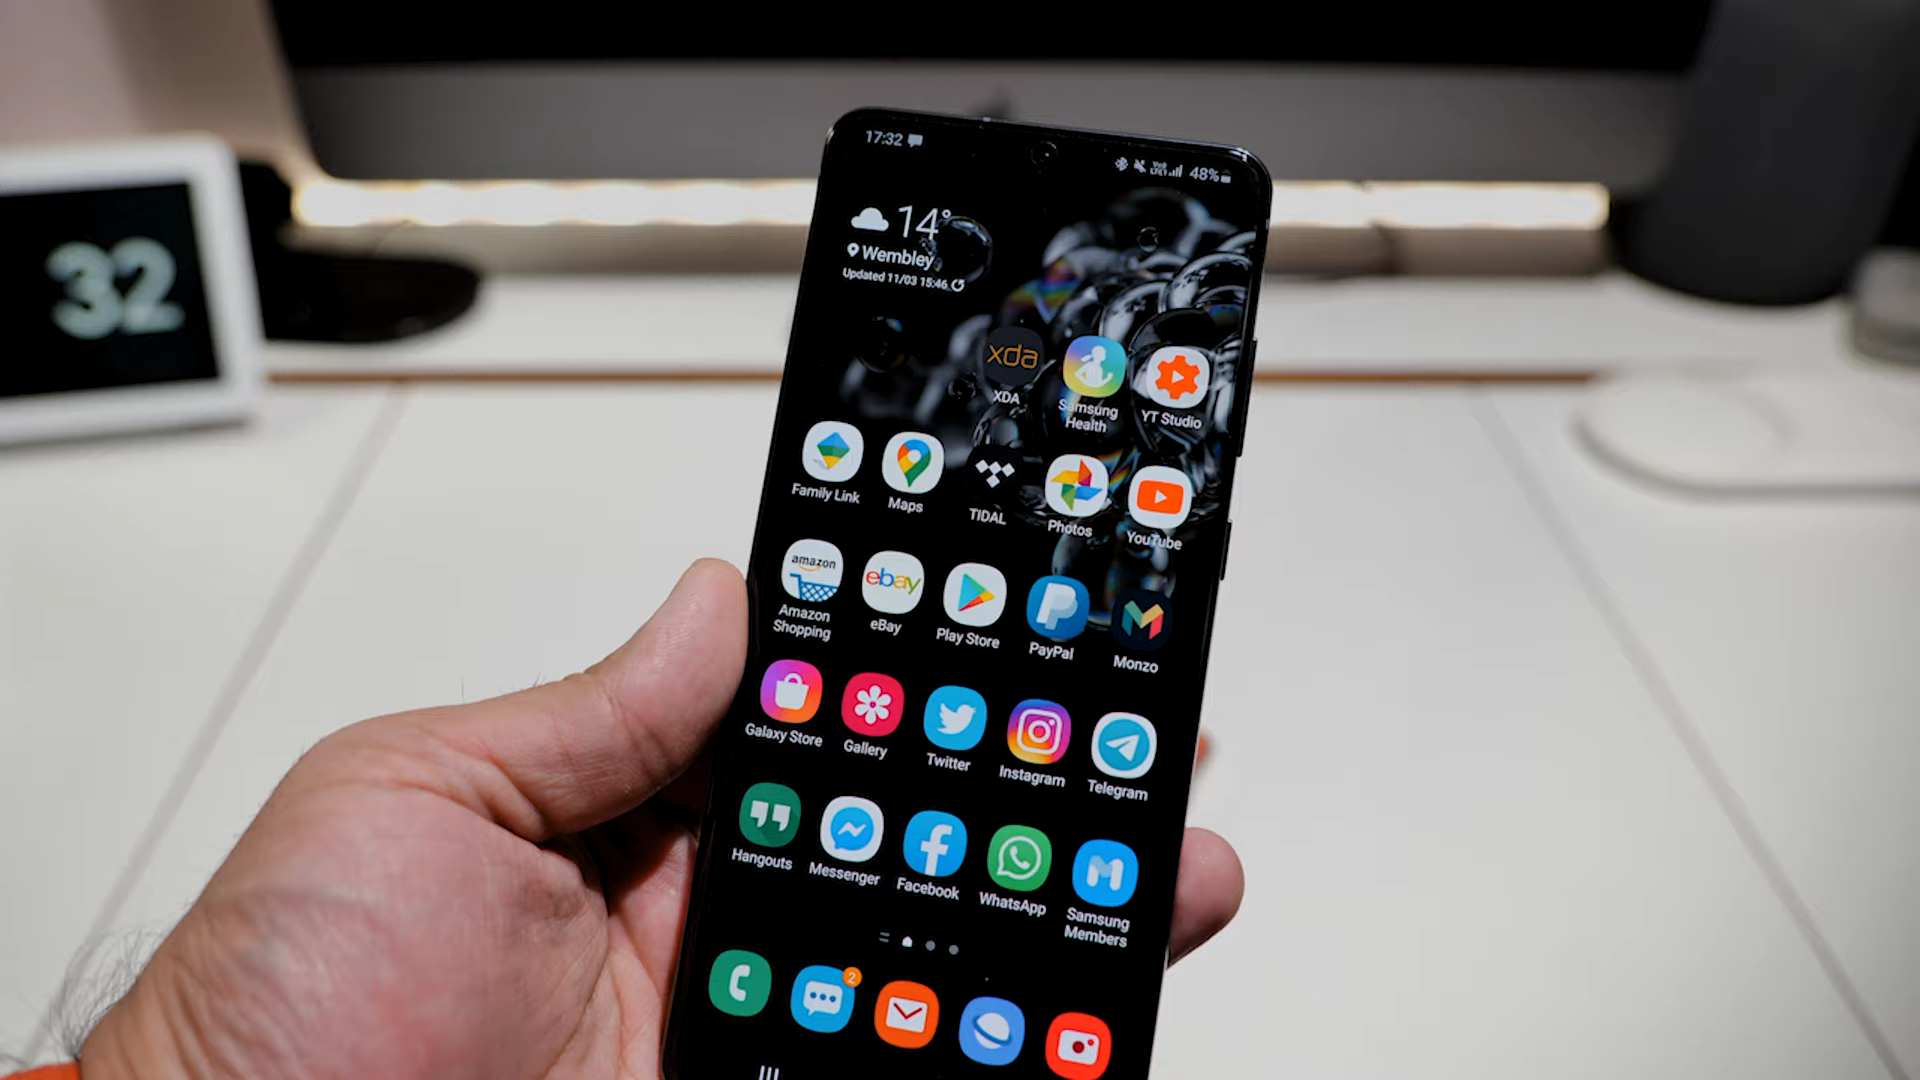 32
17:32
VoLTE1 48%
14°
Wembley
Updated 11/03 15:46
xda
XDA
Samsung
Health
YT Studio
Family Link
Maps
TIDAL
Photos
YouTube
amazon
Amazon
Shopping
ebay
eBay
Play Store
PayPal
Monzo
Galaxy Store
Gallery
Twitter
Instagram
Telegram
Hangouts
Messenger
Facebook
WhatsApp
Samsung
Members
2